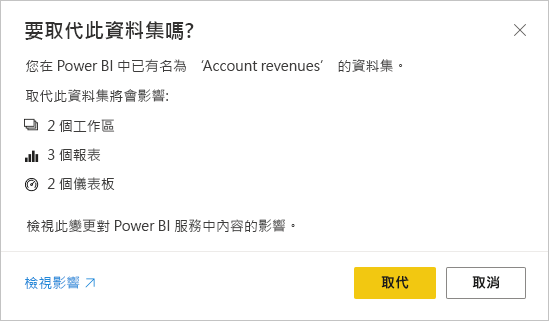 要取代此資料集嗎?
您在 Power BI 中已有名為 ‘Account revenues’ 的資料集。
取代此資料集將會影響:
2 個工作區
3 個報表
2 個儀表板
檢視此變更對 Power BI 服務中內容的影響。
檢視影響
取代
取消